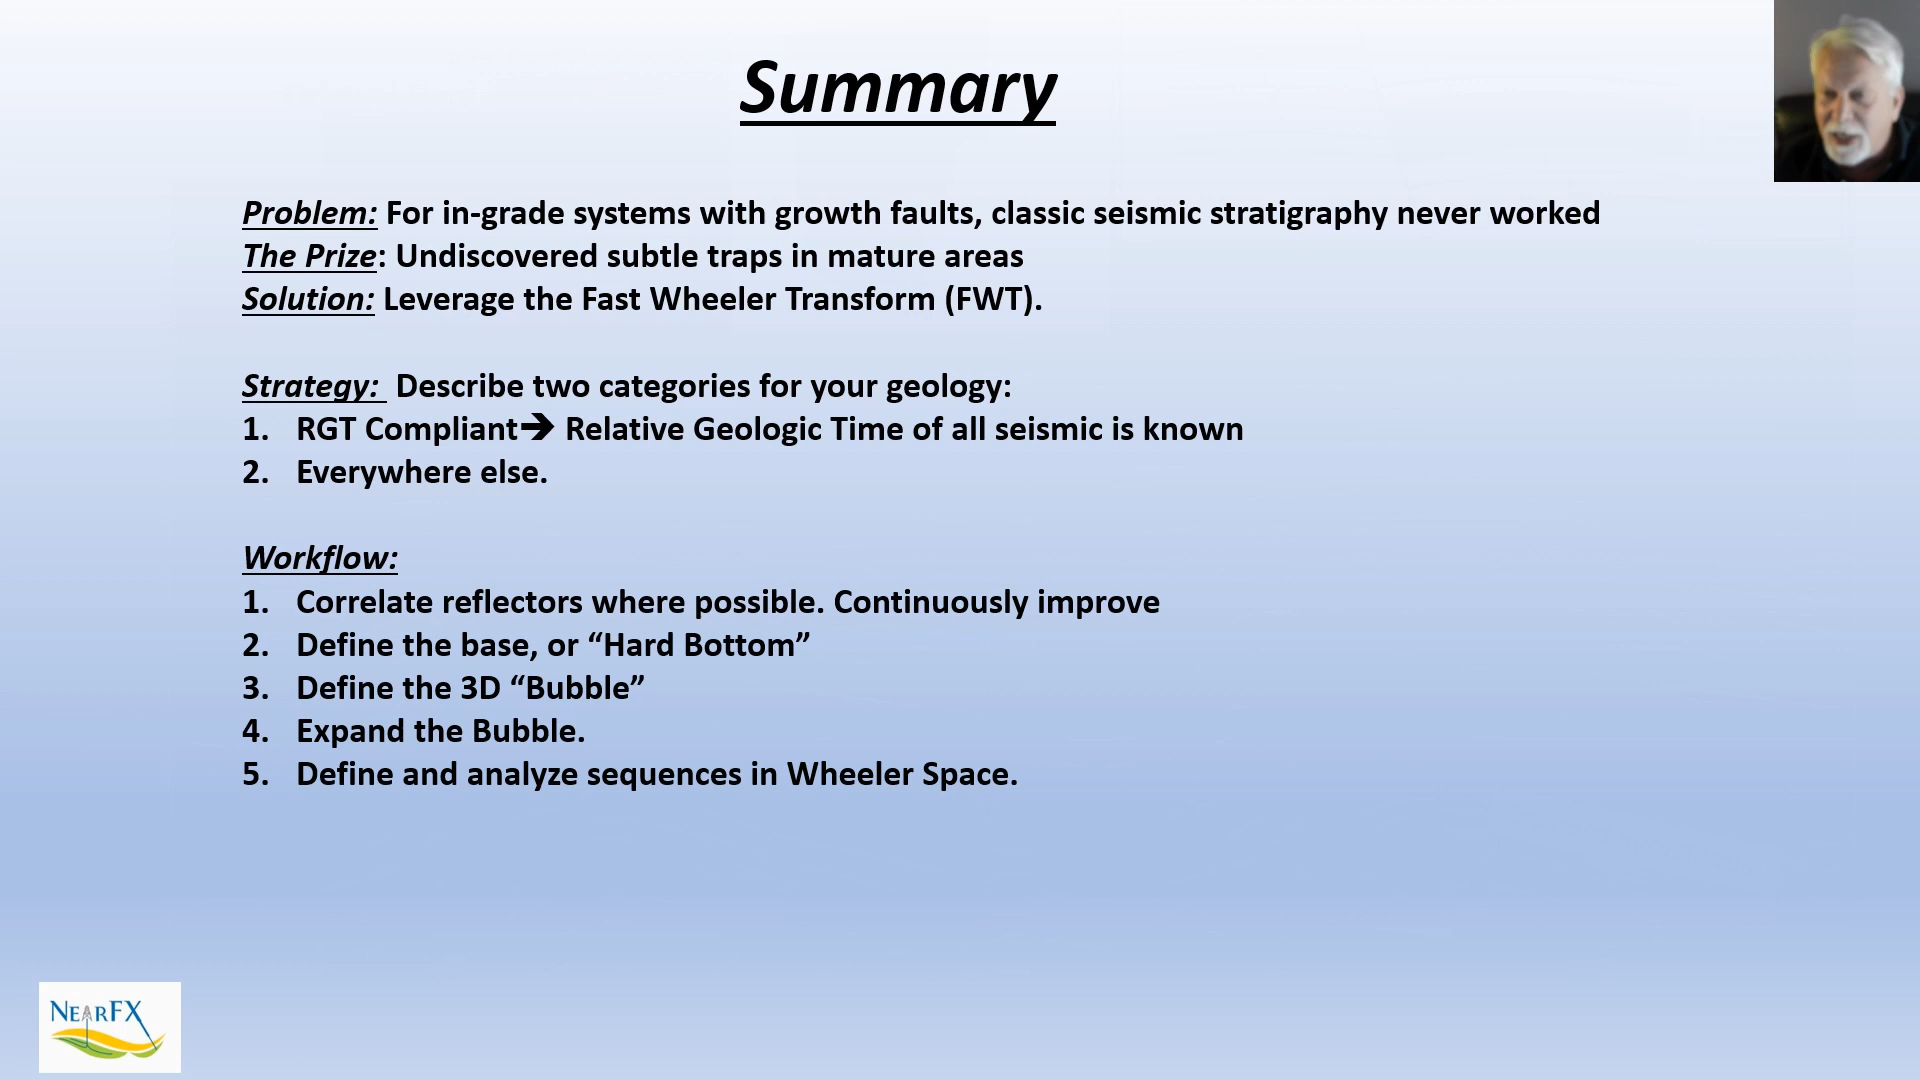 Summary
Problem: For in-grade systems with growth faults, classic seismic stratigraphy never worked
The Prize: Undiscovered subtle traps in mature areas
Solution: Leverage the Fast Wheeler Transform (FWT).
Strategy: Describe two categories for your geology:
1. RGT Compliant➔ Relative Geologic Time of all seismic is known
2. Everywhere else.
Workflow:
1. Correlate reflectors where possible. Continuously improve
2. Define the base, or “Hard Bottom”
3. Define the 3D “Bubble”
4. Expand the Bubble.
5. Define and analyze sequences in Wheeler Space.
NEARFX